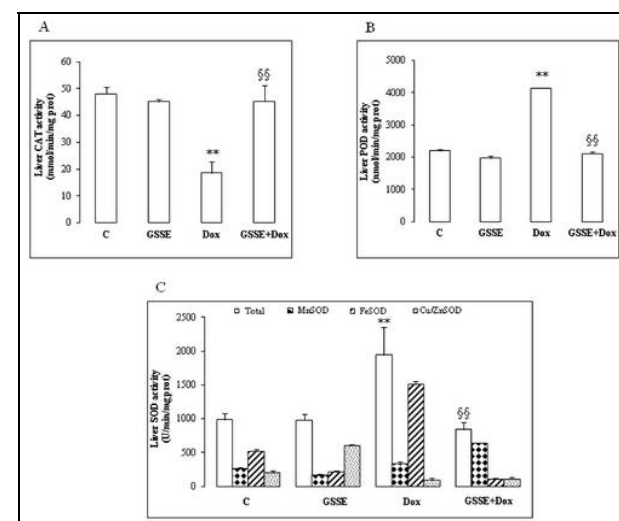 A
Liver CAT activity
(nmol/min/mg prot)
60
50
40
30
20
10
0
**
§§
C GSSE Dox GSSE+Dox
B
Liver POD activity
(nmol/min/mg prot)
5000
4000
3000
2000
1000
0
**
§§
C GSSE Dox GSSE+Dox
C
Total MnSOD FeSOD Cu/ZnSOD
Liver SOD activity
(U/min/mg prot)
2500
2000
1500
1000
500
0
**
§§
C GSSE Dox GSSE+Dox